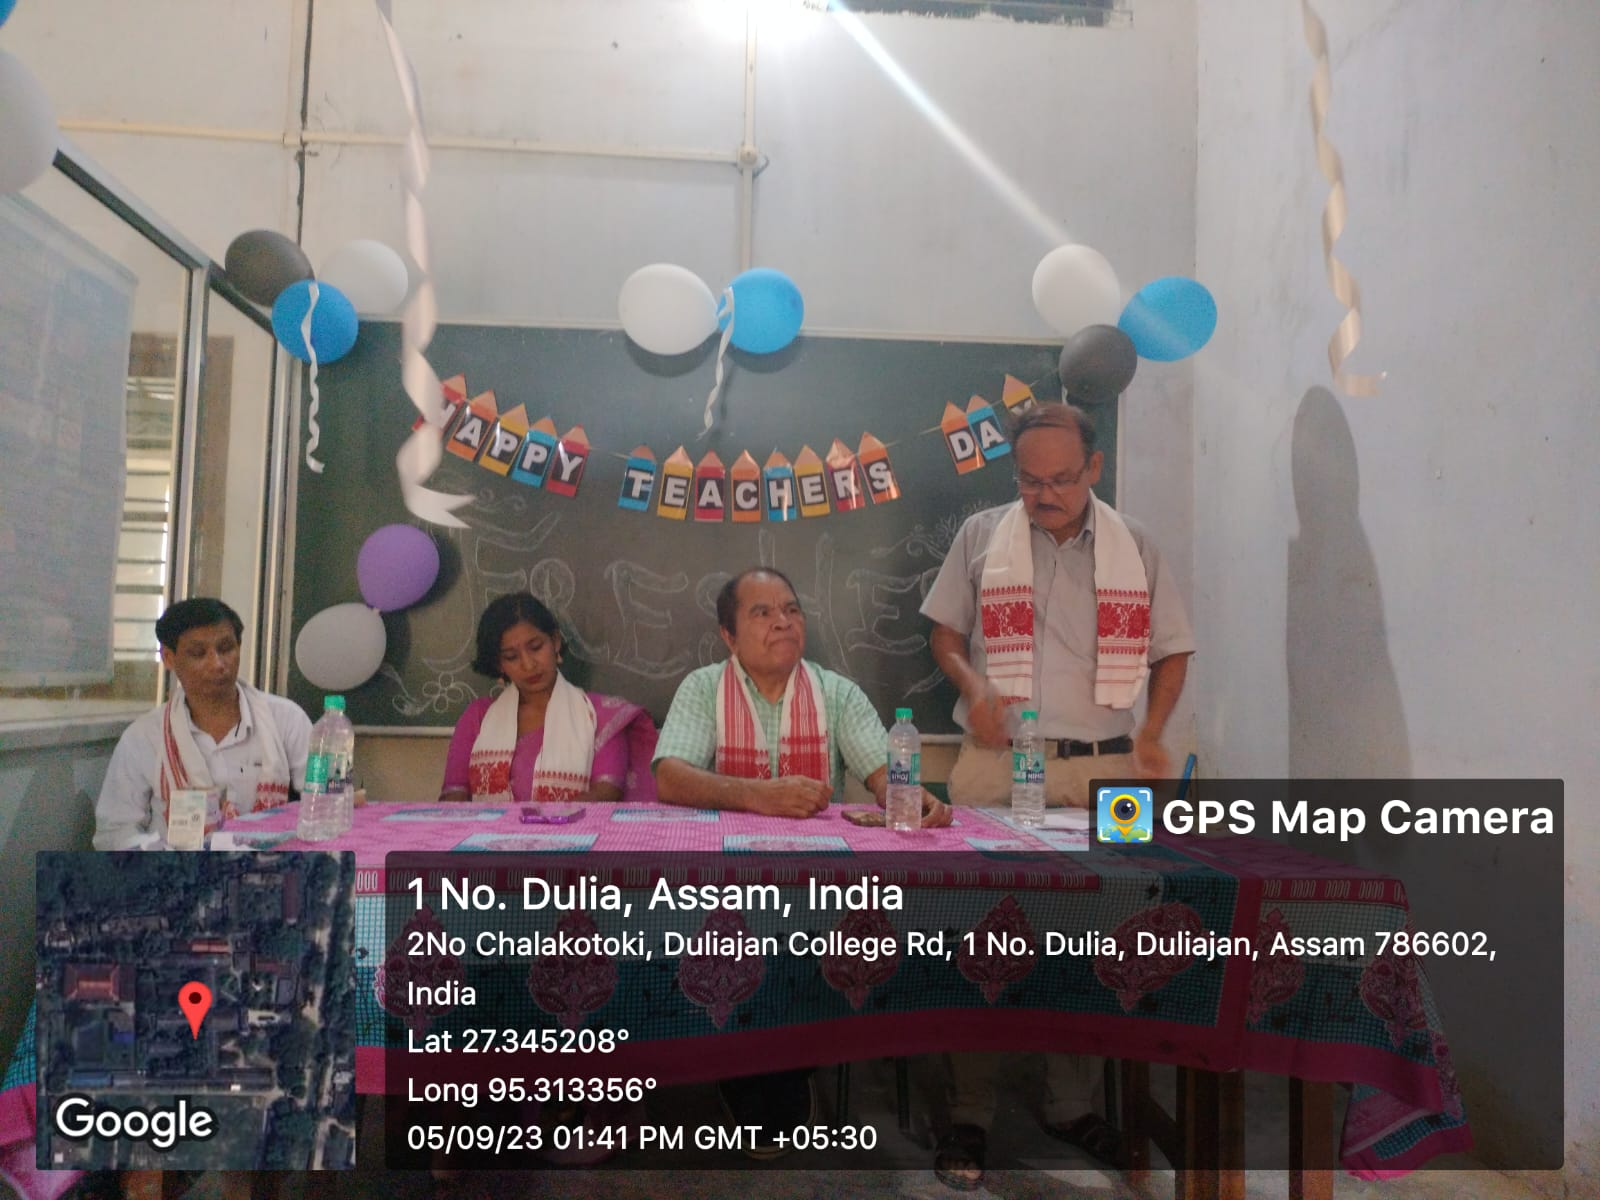 HAPPY TEACHERS DAY
FRESHE
GPS Map Camera
1 No. Dulia, Assam, India
2No Chalakotoki, Duliajan College Rd, 1 No. Dulia, Duliajan, Assam 786602,
India
Lat 27.345208°
Long 95.313356°
05/09/23 01:41 PM GMT +05:30
Google